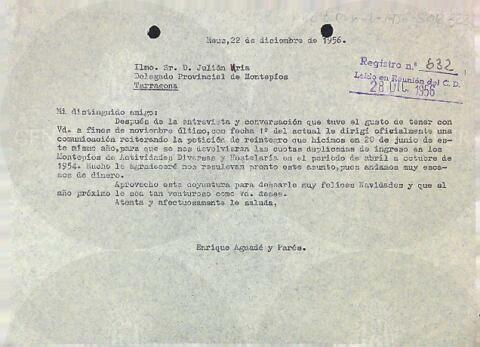 Reus, 22 de diciembre de 1956.
Registro n.º 632
Leido en Reunión del C. D.
28 DIC. 1956
Ilmo. Sr. D. Julián Uria
Delegado Provincial de Montepíos
Tarragona
Mi distinguido amigo:
Después de la entrevista y conversación que tuve el gusto de tener con
Vd. a fines de noviembre último, con fecha 1º del actual le dirigí oficialmente una
comunicación reiterando la petición de reintegro que hicimos en 20 de junio de es-
te mismo año, para que se nos devolvieran las cuotas duplicadas de ingreso en los
Montepíos de Actividades Diversas y Hostelería en el período de abril a octubre de
1954. Mucho le agradeceré nos resuelvan pronto este asunto, pues andamos muy esca-
sos de dinero.
Aprovecho esta coyuntura para desearle muy felices Navidades y que el
año próximo le sea tan venturoso como Vd. desee.
Atenta y afectuosamente le saluda,
Enrique Aguadé y Parés.